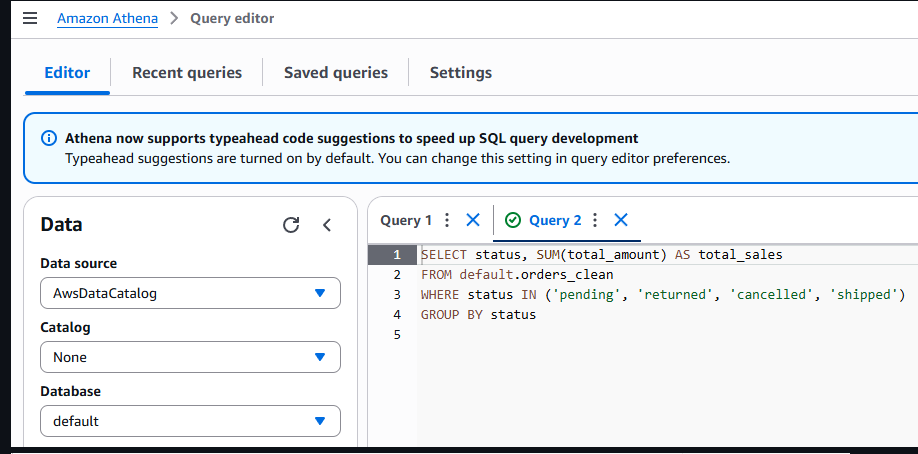 Amazon Athena > Query editor
Editor Recent queries Saved queries Settings
Athena now supports typeahead code suggestions to speed up SQL query development
Typeahead suggestions are turned on by default. You can change this setting in query editor preferences.
Data
Data source
AwsDataCatalog
Catalog
None
Database
default
Query 1 Query 2
1 SELECT status, SUM(total_amount) AS total_sales
2 FROM default.orders_clean
3 WHERE status IN ('pending', 'returned', 'cancelled', 'shipped')
4 GROUP BY status
5